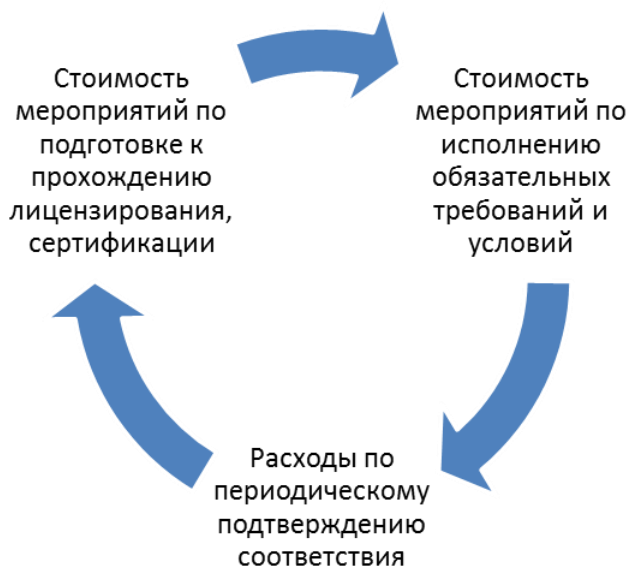 Стоимость
мероприятий по
подготовке к
прохождению
лицензирования,
сертификации
Стоимость
мероприятий по
исполнению
обязательных
требований и
условий
Расходы по
периодическому
подтверждению
соответствия